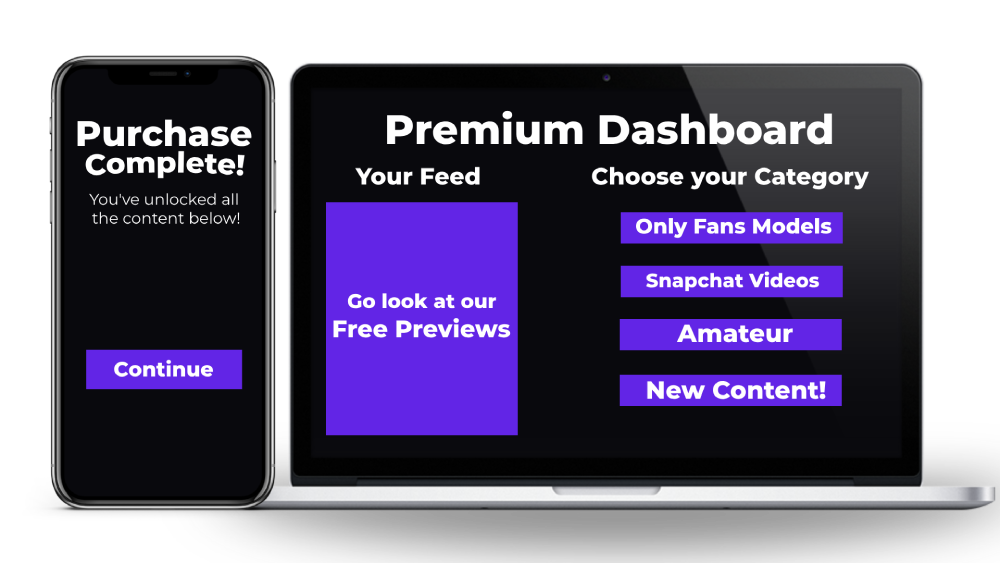 Purchase
Complete!
You've unlocked all
the content below!
Continue
Premium Dashboard
Your Feed
Go look at our
Free Previews
Choose your Category
Only Fans Models
Snapchat Videos
Amateur
New Content!